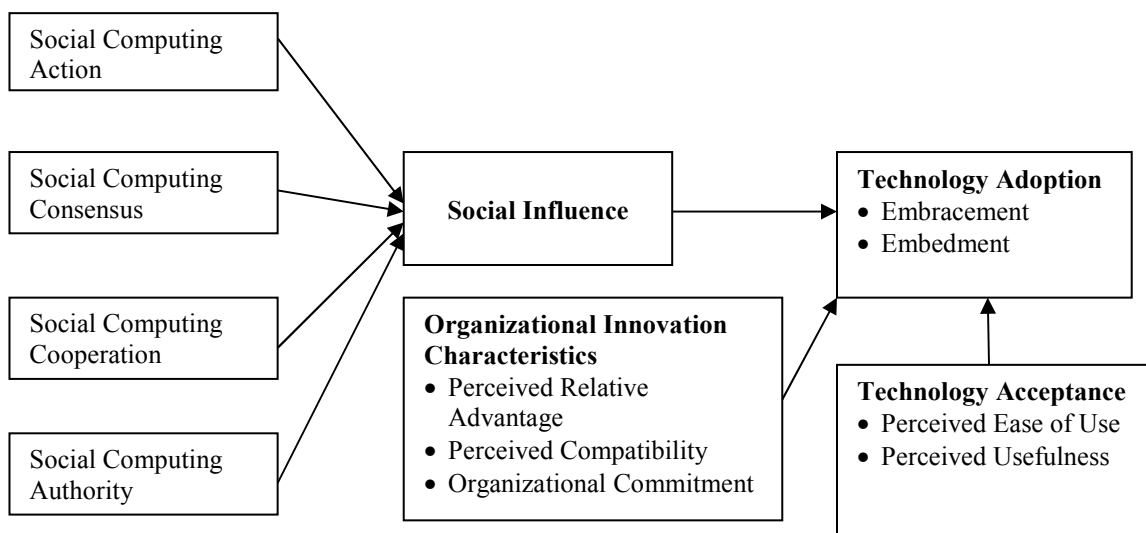 Social Computing
Action
Social Computing
Consensus
Social Computing
Cooperation
Social Computing
Authority
Social Influence
Organizational Innovation
Characteristics
• Perceived Relative
Advantage
• Perceived Compatibility
• Organizational Commitment
Technology Adoption
• Embracement
• Embedment
Technology Acceptance
• Perceived Ease of Use
• Perceived Usefulness